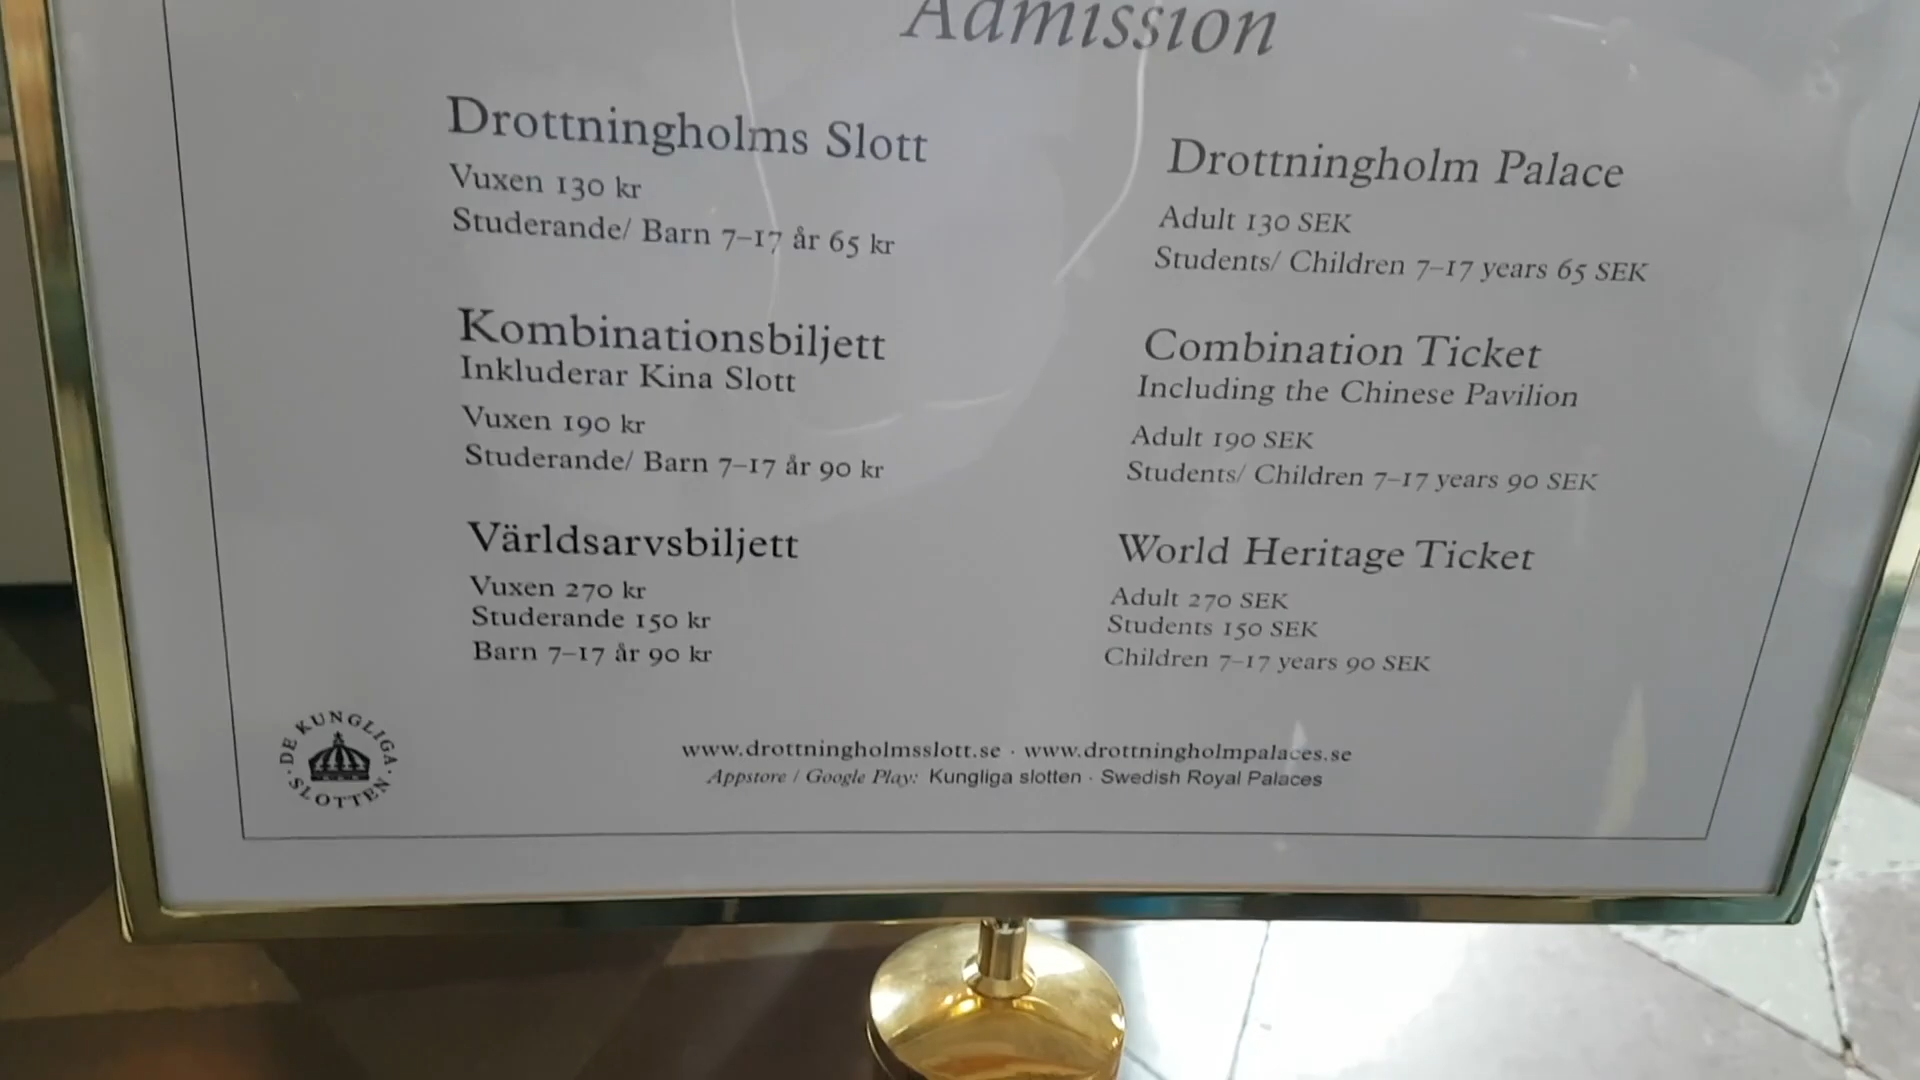 Admission
Drottningholms Slott
Vuxen 130 kr
Studerande/ Barn 7–17 år 65 kr
Kombinationsbiljett
Inkluderar Kina Slott
Vuxen 190 kr
Studerande/ Barn 7–17 år 90 kr
Världsarvsbiljett
Vuxen 270 kr
Studerande 150 kr
Barn 7–17 år 90 kr
Drottningholm Palace
Adult 130 SEK
Students/ Children 7–17 years 65 SEK
Combination Ticket
Including the Chinese Pavilion
Adult 190 SEK
Students/ Children 7–17 years 90 SEK
World Heritage Ticket
Adult 270 SEK
Students 150 SEK
Children 7–17 years 90 SEK
DE KUNGLIGA · SLOTTEN ·
www.drottningholmsslott.se · www.drottningholmpalaces.se
Appstore / Google Play: Kungliga slotten · Swedish Royal Palaces